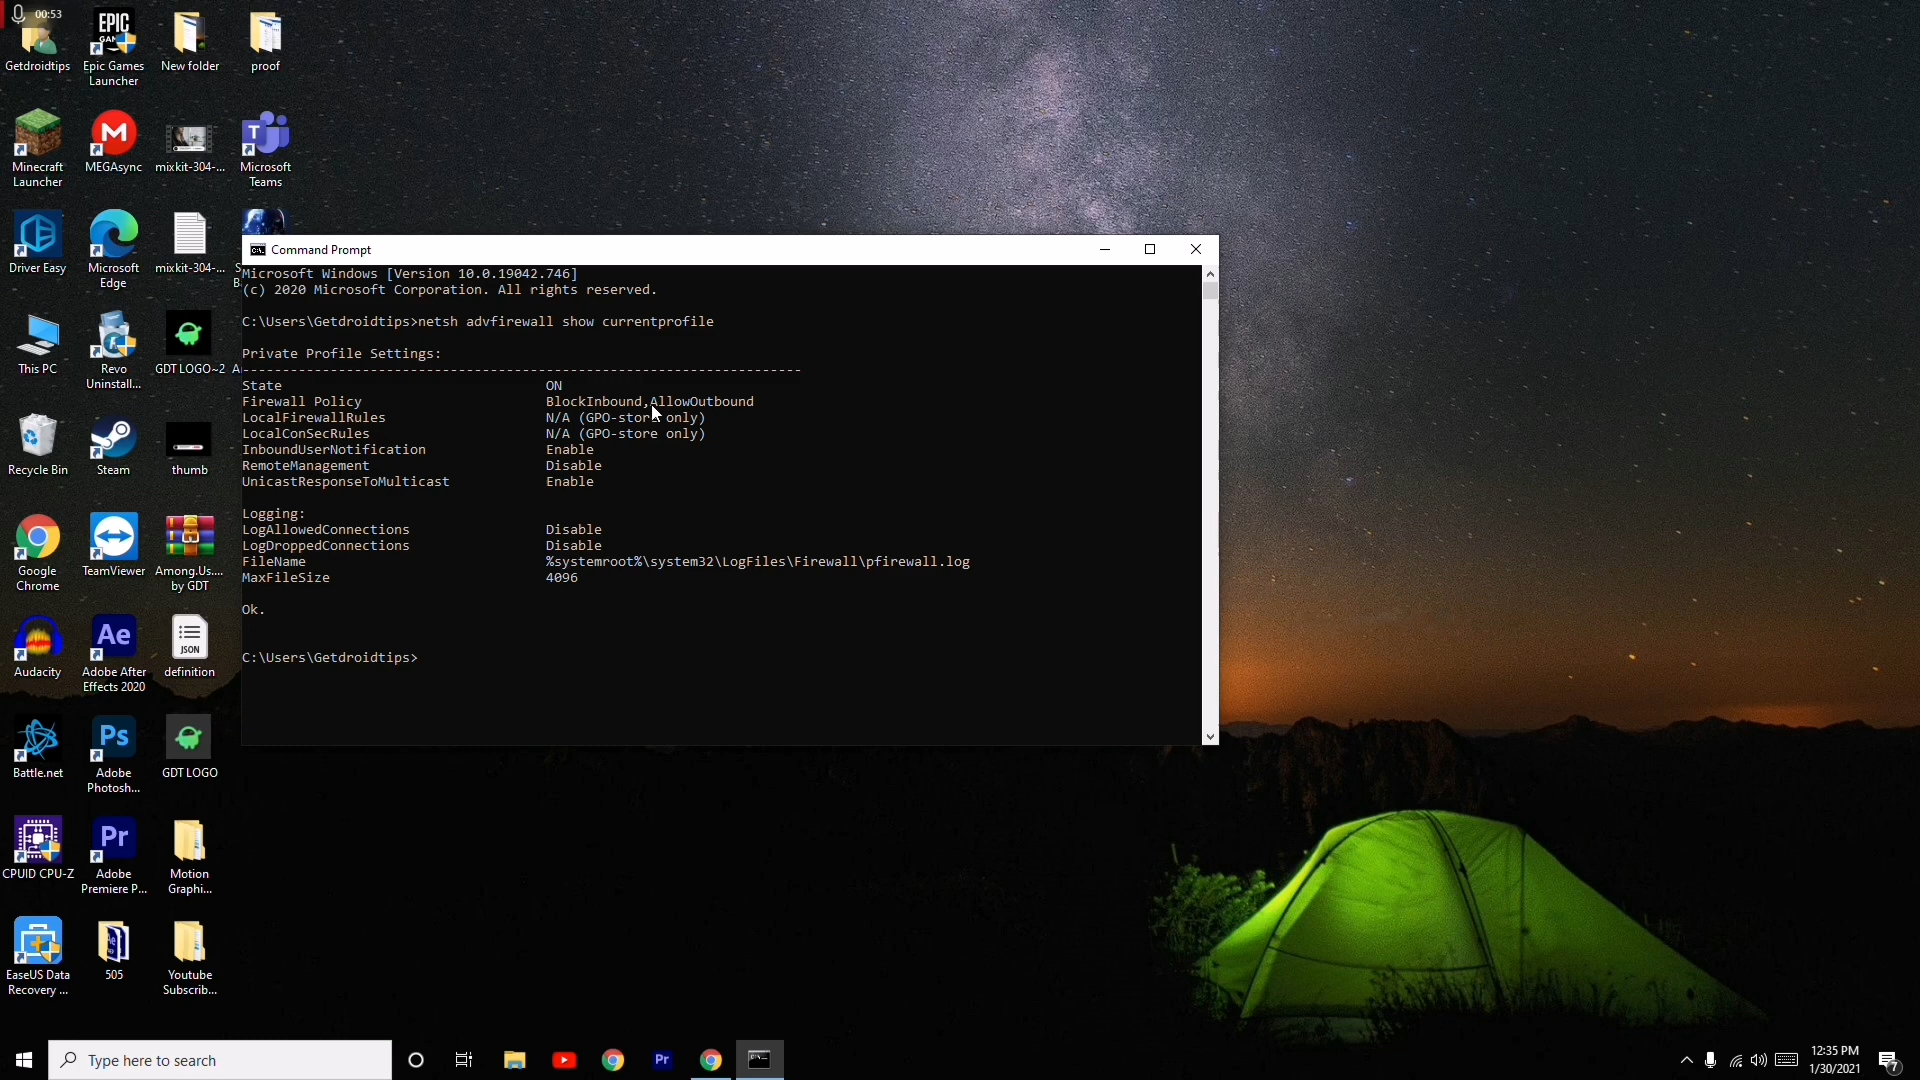 00:53
Getdroidtips
EPIC
Epic Games
Launcher
New folder
proof
Minecraft
Launcher
MEGAsync
mixkit-304-...
Microsoft
Teams
Driver Easy
Microsoft
Edge
mixkit-304-...
This PC
Revo
Uninstall...
GDT LOGO~2
Recycle Bin
Steam
thumb
Google
Chrome
TeamViewer
Among.Us....
by GDT
Audacity
Ae
Adobe After
Effects 2020
JSON
definition
Battle.net
Ps
Adobe
Photosh...
GDT LOGO
CPUID CPU-Z
Pr
Adobe
Premiere P...
Motion
Graphi...
EaseUS Data
Recovery ...
505
Youtube
Subscrib...
Command Prompt
Microsoft Windows [Version 10.0.19042.746]
(c) 2020 Microsoft Corporation. All rights reserved.
C:\Users\Getdroidtips>netsh advfirewall show currentprofile
Private Profile Settings:
----------------------------------------------------------------------
State ON
Firewall Policy BlockInbound,AllowOutbound
LocalFirewallRules N/A (GPO-store only)
LocalConSecRules N/A (GPO-store only)
InboundUserNotification Enable
RemoteManagement Disable
UnicastResponseToMulticast Enable
Logging:
LogAllowedConnections Disable
LogDroppedConnections Disable
FileName %systemroot%\system32\LogFiles\Firewall\pfirewall.log
MaxFileSize 4096
Ok.
C:\Users\Getdroidtips>
Type here to search
Pr
12:35 PM
1/30/2021
7